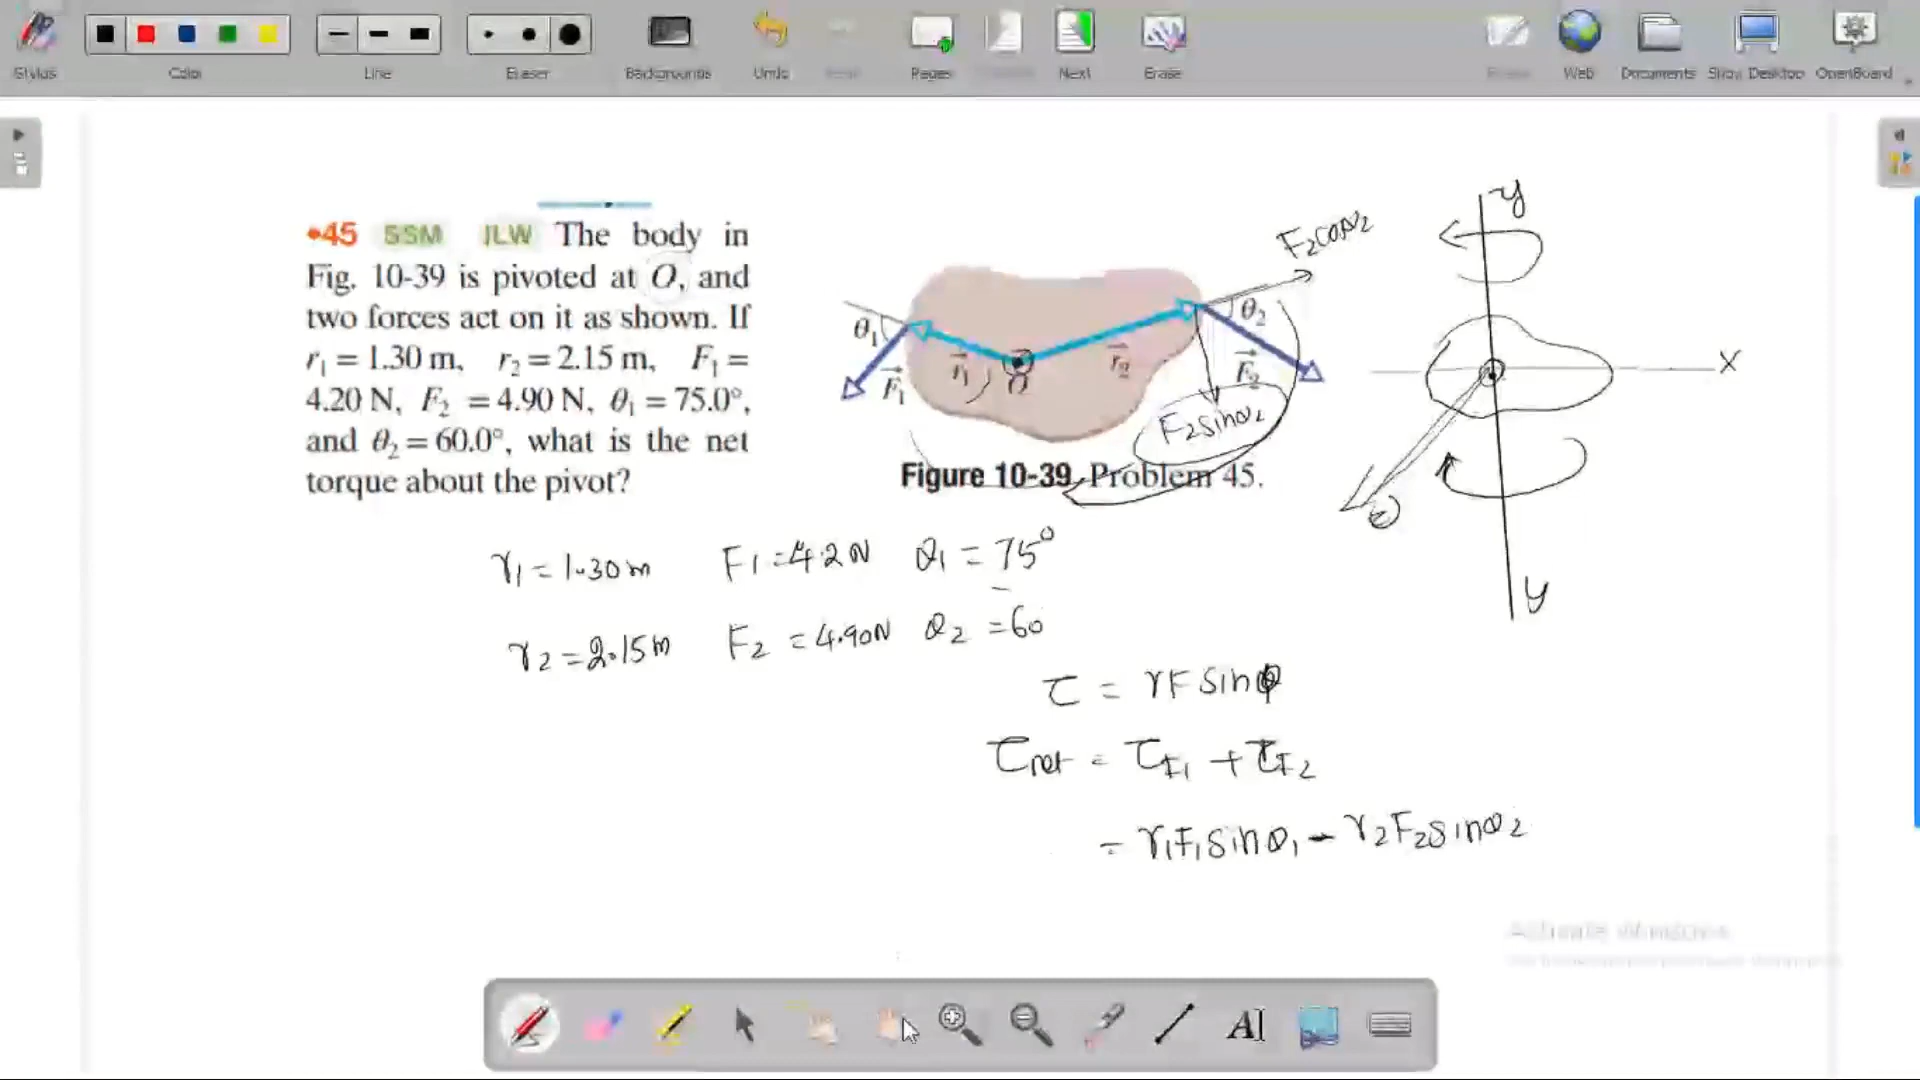 Stylus Color Line Eraser Backgrounds Undo Pages Next Erase Web Documents Show Desktop OpenBoard
•45 SSM ILW The body in
Fig. 10-39 is pivoted at O, and
two forces act on it as shown. If
r1 = 1.30 m, r2 = 2.15 m, F1 =
4.20 N, F2 = 4.90 N, θ1 = 75.0°,
and θ2 = 60.0°, what is the net
torque about the pivot?
F2cosθ2
θ1
θ2
F1
r1
O
r2
F2
F2sinθ2
Figure 10-39 Problem 45.
y
x
y
r1 = 1.30m F1 = 4.2N θ1 = 75°
r2 = 2.15m F2 = 4.90N θ2 = 60
τ = rF sinφ
τnet = τF1 + τF2
= r1F1sinθ1 - r2F2sinθ2
Activate Windows
AI